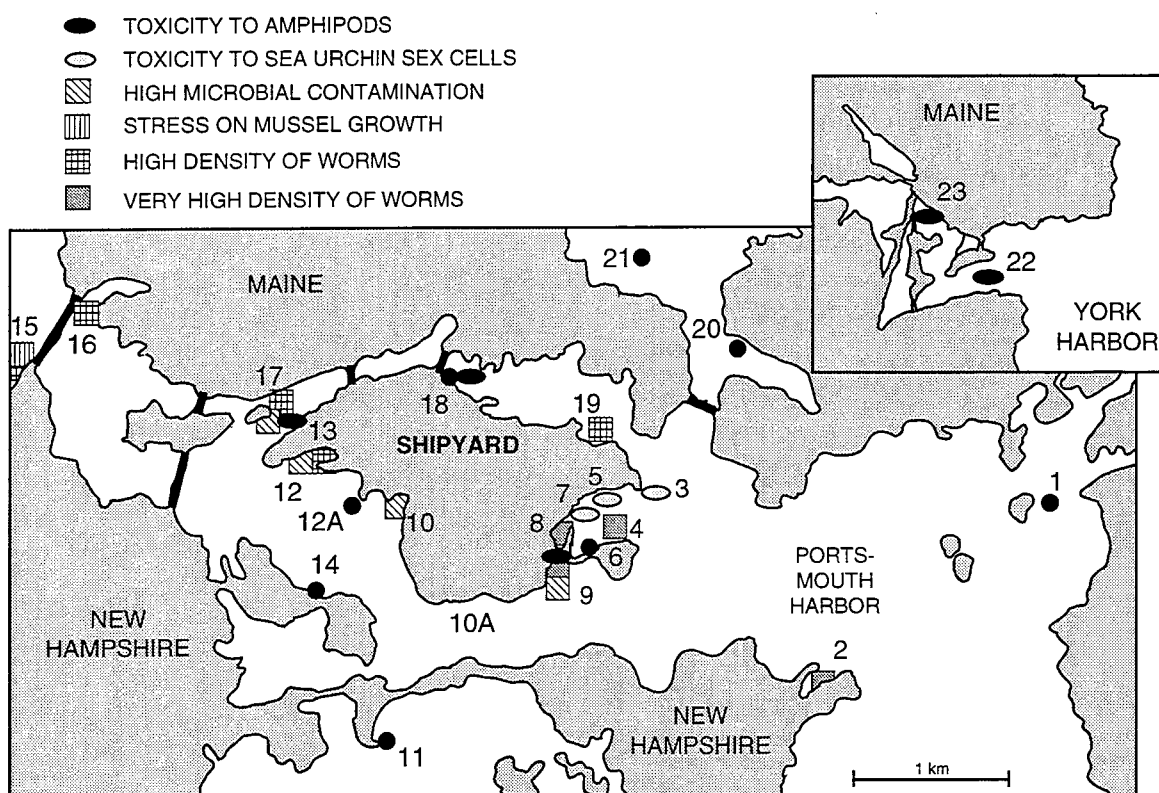 TOXICITY TO AMPHIPODS
TOXICITY TO SEA URCHIN SEX CELLS
HIGH MICROBIAL CONTAMINATION
STRESS ON MUSSEL GROWTH
HIGH DENSITY OF WORMS
VERY HIGH DENSITY OF WORMS
MAINE
23
22
YORK
HARBOR
21
MAINE
20
15
16
17
18
19
13
SHIPYARD
12
12A
10
5
3
7
8
4
6
1
14
9
10A
PORTS-
MOUTH
HARBOR
NEW
HAMPSHIRE
2
NEW
HAMPSHIRE
11
1 km